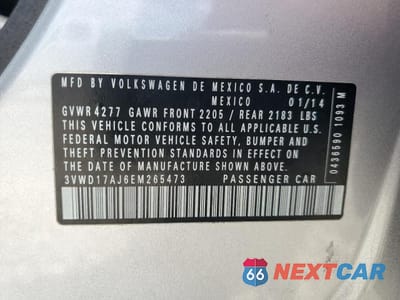 MFD BY VOLKSWAGEN DE MEXICO S.A. DE C.V.
MEXICO 01/14
GVWR 4277 GAWR FRONT 2205 / REAR 2183 LBS
THIS VEHICLE CONFORMS TO ALL APPLICABLE U.S.
FEDERAL MOTOR VEHICLE SAFETY, BUMPER AND
THEFT PREVENTION STANDARDS IN EFFECT ON THE
DATE OF MANUFACTURE SHOWN ABOVE.
3VWD17AJ6EM265473 PASSENGER CAR
0436690 1093 M
66 NEXTCAR